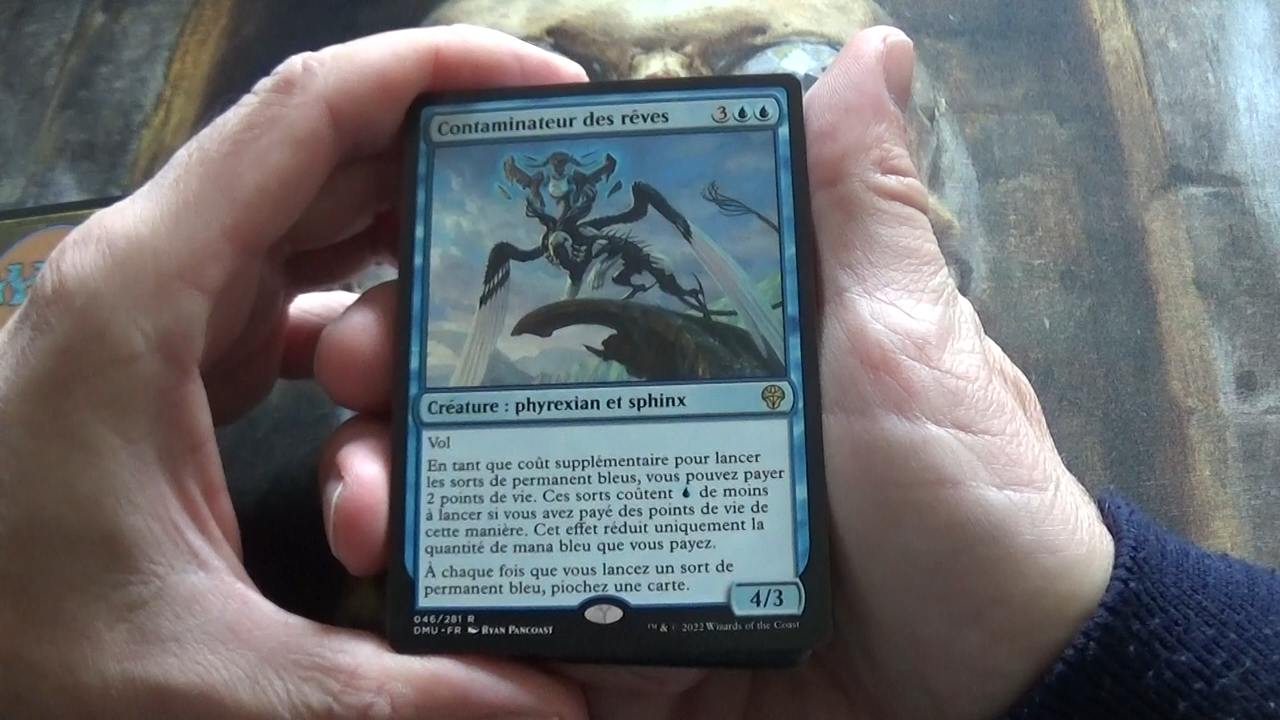 Contaminateur des rêves 3
Créature : phyrexian et sphinx
Vol
En tant que coût supplémentaire pour lancer
les sorts de permanent bleus, vous pouvez payer
2 points de vie. Ces sorts coûtent de moins
à lancer si vous avez payé des points de vie de
cette manière. Cet effet réduit uniquement la
quantité de mana bleu que vous payez.
À chaque fois que vous lancez un sort de
permanent bleu, piochez une carte.
4/3
046/281 R
DMU • FR Ryan Pancoast
™ & © 2022 Wizards of the Coast